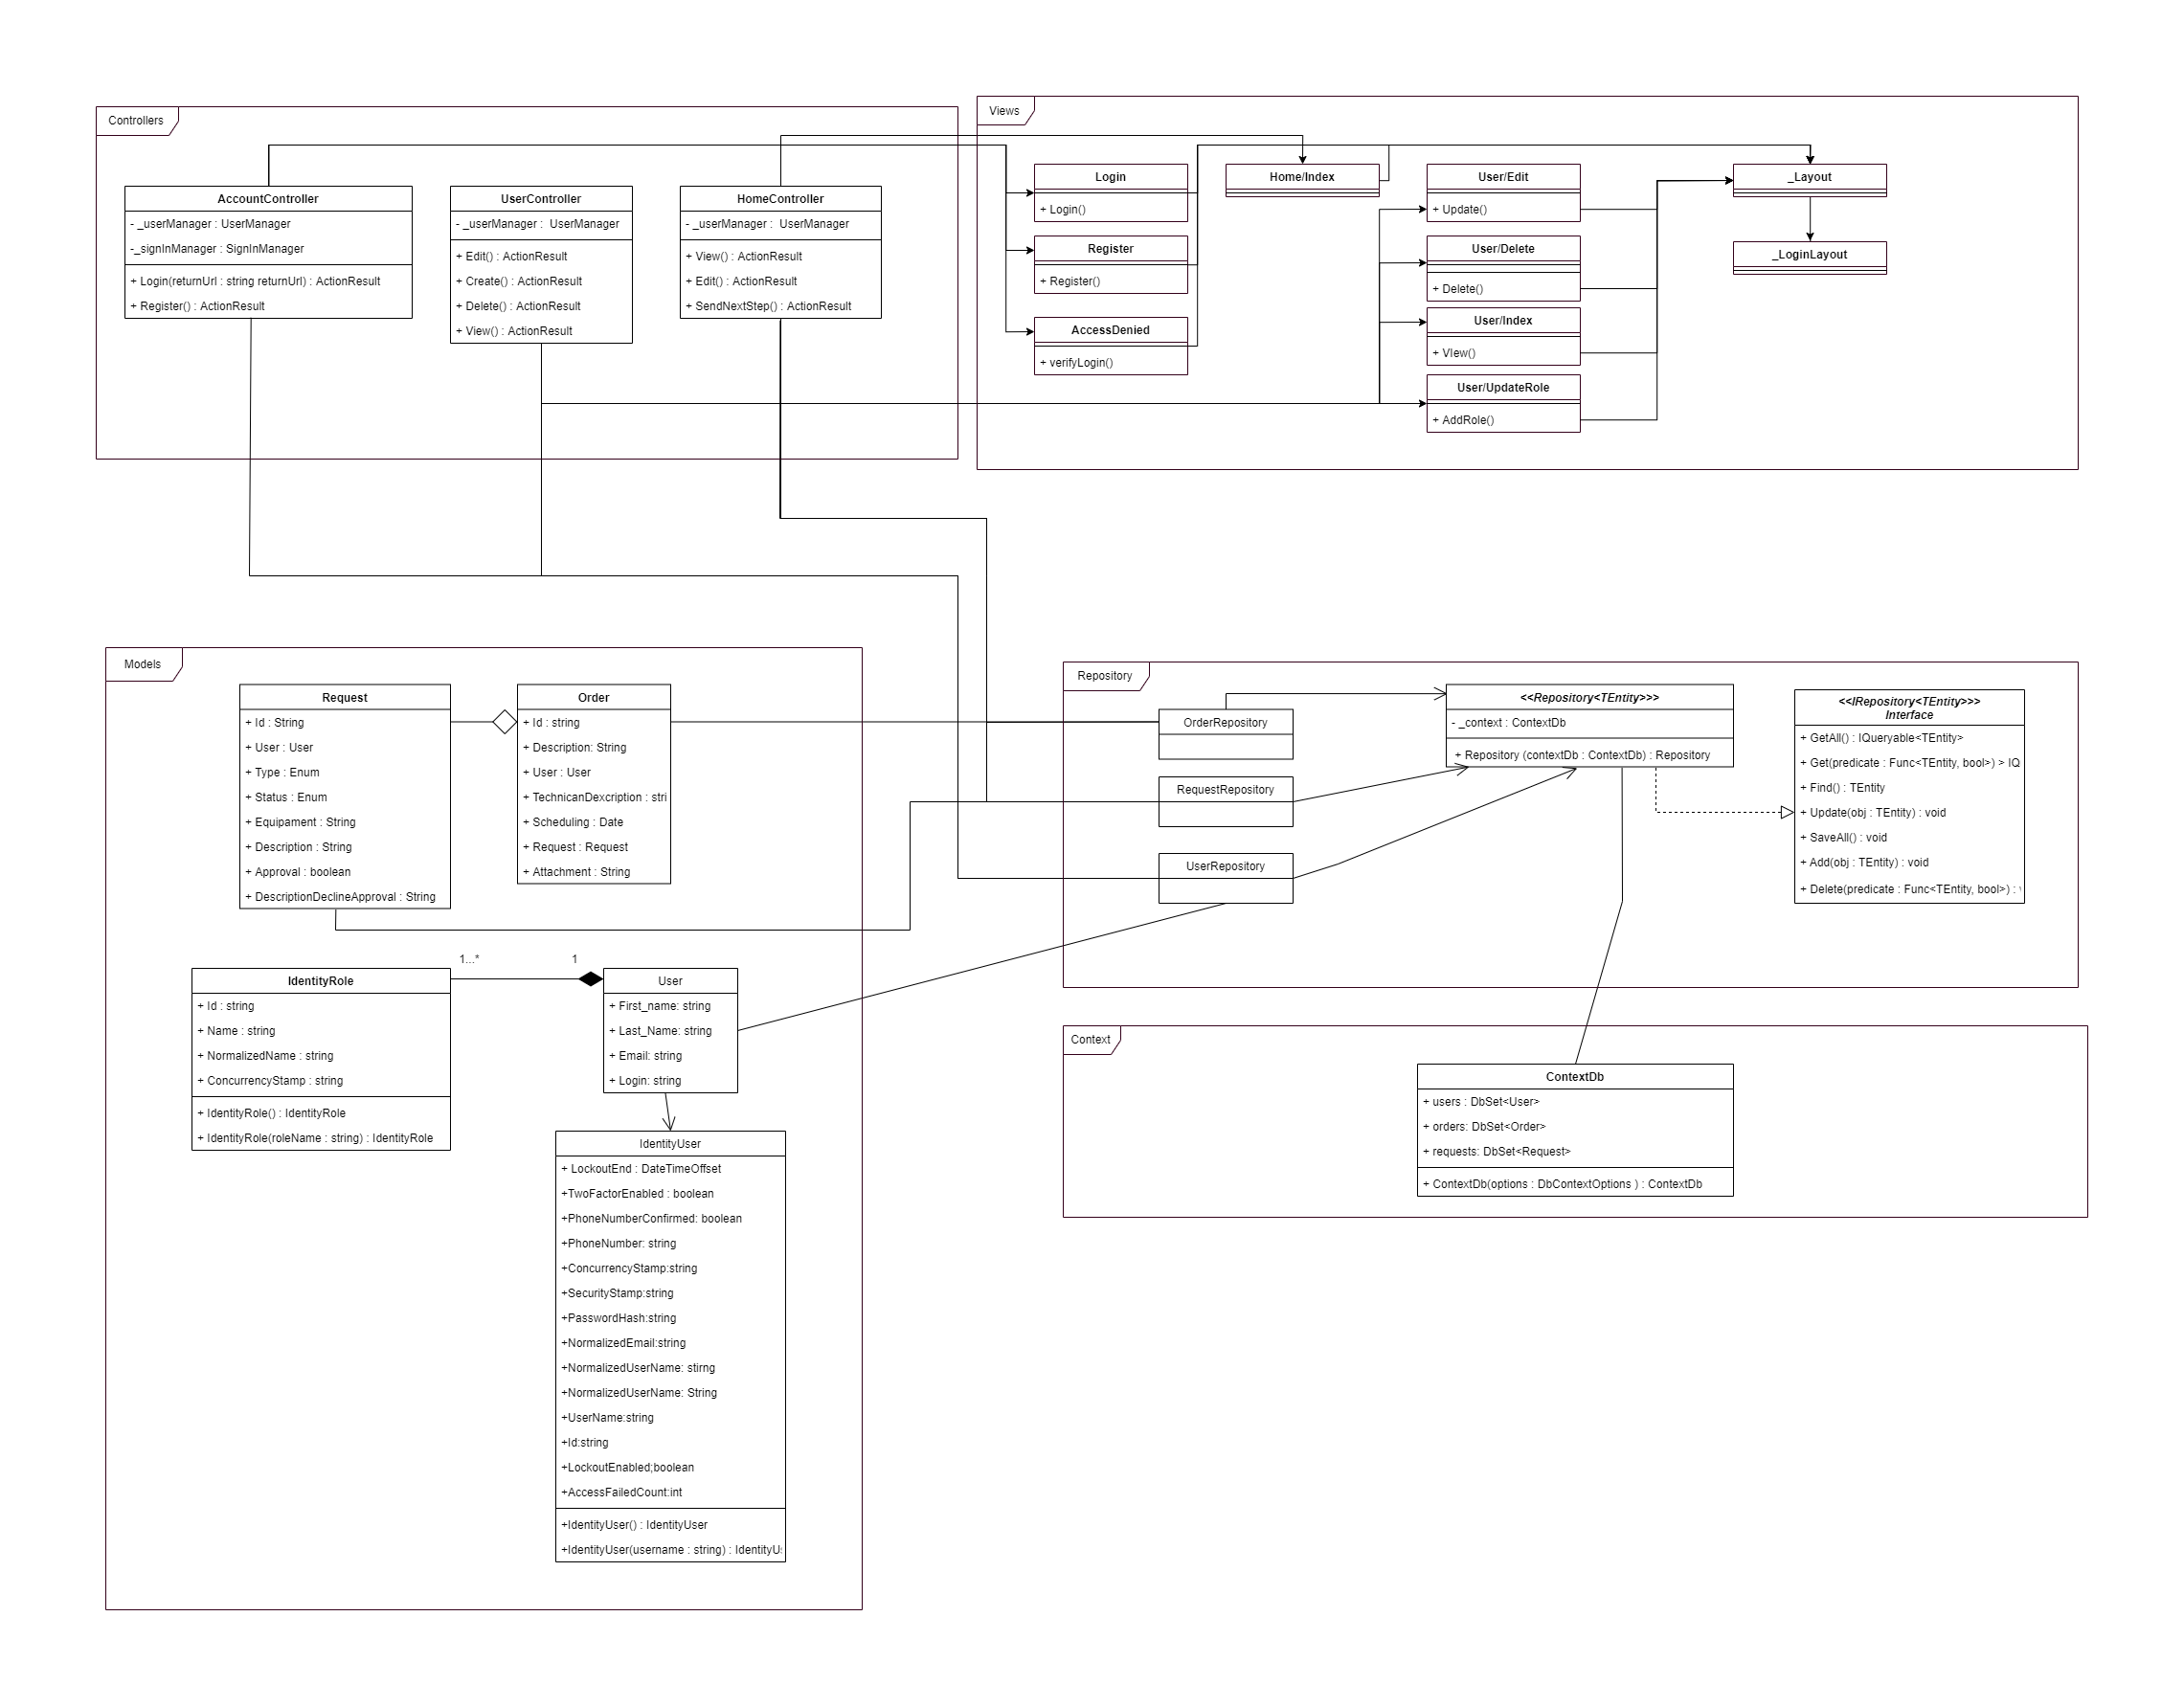 Controllers
AccountController
- _userManager : UserManager
-_signInManager : SignInManager
+ Login(returnUrl : string returnUrl) : ActionResult
+ Register() : ActionResult
UserController
- _userManager :  UserManager
+ Edit() : ActionResult
+ Create() : ActionResult
+ Delete() : ActionResult
+ View() : ActionResult
HomeController
- _userManager :  UserManager
+ View() : ActionResult
+ Edit() : ActionResult
+ SendNextStep() : ActionResult
Views
Login
+ Login()
Register
+ Register()
AccessDenied
+ verifyLogin()
Home/Index
User/Edit
+ Update()
User/Delete
+ Delete()
User/Index
+ VIew()
User/UpdateRole
+ AddRole()
_Layout
_LoginLayout
Models
Request
+ Id : String
+ User : User
+ Type : Enum
+ Status : Enum
+ Equipament : String
+ Description : String
+ Approval : boolean
+ DescriptionDeclineApproval : String
Order
+ Id : string
+ Description: String
+ User : User
+ TechnicanDexcription : stri
+ Scheduling : Date
+ Request : Request
+ Attachment : String
1...*
1
IdentityRole
+ Id : string
+ Name : string
+ NormalizedName : string
+ ConcurrencyStamp : string
+ IdentityRole() : IdentityRole
+ IdentityRole(roleName : string) : IdentityRole
User
+ First_name: string
+ Last_Name: string
+ Email: string
+ Login: string
IdentityUser
+ LockoutEnd : DateTimeOffset
+TwoFactorEnabled : boolean
+PhoneNumberConfirmed: boolean
+PhoneNumber: string
+ConcurrencyStamp:string
+SecurityStamp:string
+PasswordHash:string
+NormalizedEmail:string
+NormalizedUserName: stirng
+NormalizedUserName: String
+UserName:string
+Id:string
+LockoutEnabled;boolean
+AccessFailedCount:int
+IdentityUser() : IdentityUser
+IdentityUser(username : string) : IdentityU
Repository
OrderRepository
RequestRepository
UserRepository
<<Repository<TEntity>>>
- _context : ContextDb
+ Repository (contextDb : ContextDb) : Repository
<<IRepository<TEntity>>>
Interface
+ GetAll() : IQueryable<TEntity>
+ Get(predicate : Func<TEntity, bool>) > IQ
+ Find() : TEntity
+ Update(obj : TEntity) : void
+ SaveAll() : void
+ Add(obj : TEntity) : void
+ Delete(predicate : Func<TEntity, bool>) :
Context
ContextDb
+ users : DbSet<User>
+ orders: DbSet<Order>
+ requests: DbSet<Request>
+ ContextDb(options : DbContextOptions ) : ContextDb